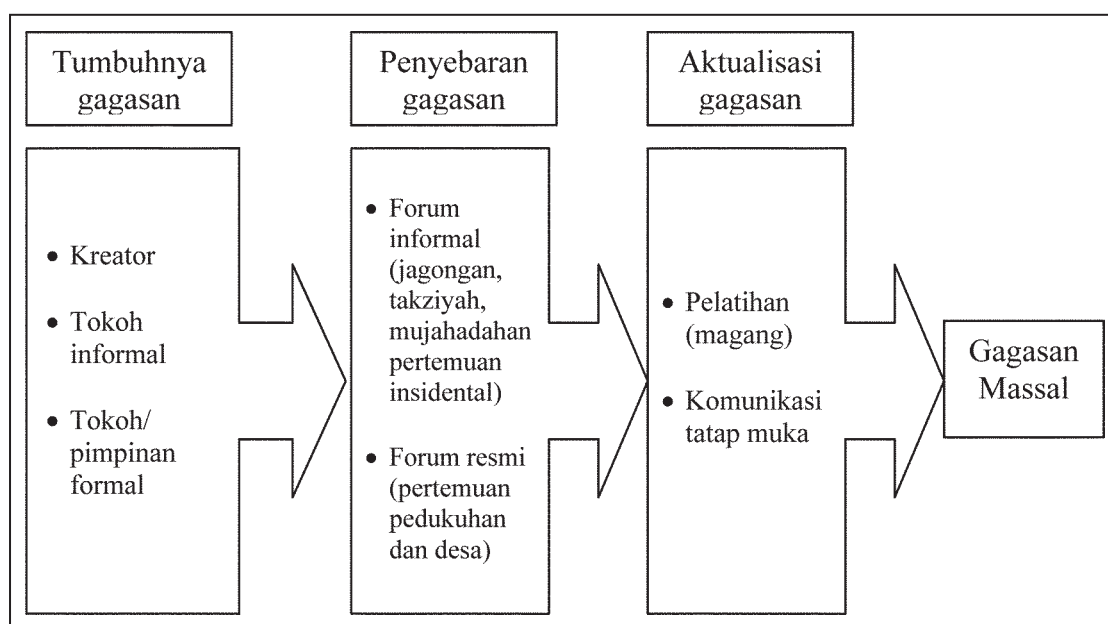 Tumbuhnya
gagasan
Penyebaran
gagasan
Aktualisasi
gagasan
• Kreator
• Tokoh
informal
• Tokoh/
pimpinan
formal
• Forum
informal
(jagongan,
takziyah,
mujahadahan
pertemuan
insidental)
• Forum resmi
(pertemuan
pedukuhan
dan desa)
• Pelatihan
(magang)
• Komunikasi
tatap muka
Gagasan
Massal